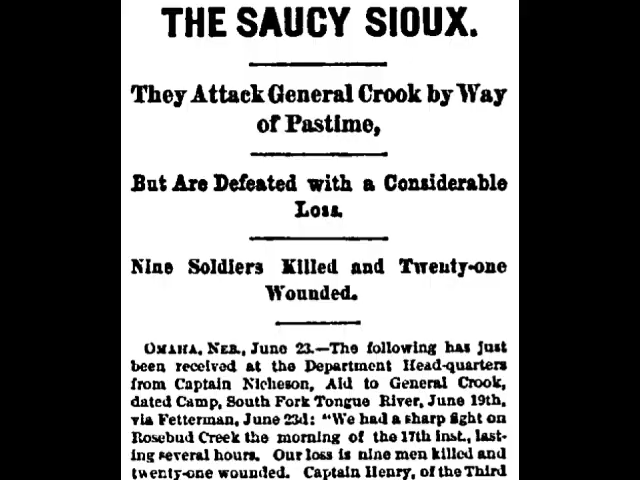 THE SAUCY SIOUX.
They Attack General Crook by Way
of Pastime,
But Are Defeated with a Considerable
Loss.
Nine Soldiers Killed and Twenty-one
Wounded.
OMAHA, NEB., June 23.—The following has just
been received at the Department Head-quarters
from Captain Nicheson, Aid to General Crook,
dated Camp, South Fork Tongue River, June 19th,
via Fetterman, June 23d: "We had a sharp fight on
Rosebud Creek the morning of the 17th inst., last-
ing several hours. Our loss is nine men killed and
twenty-one wounded. Captain Henry, of the Third